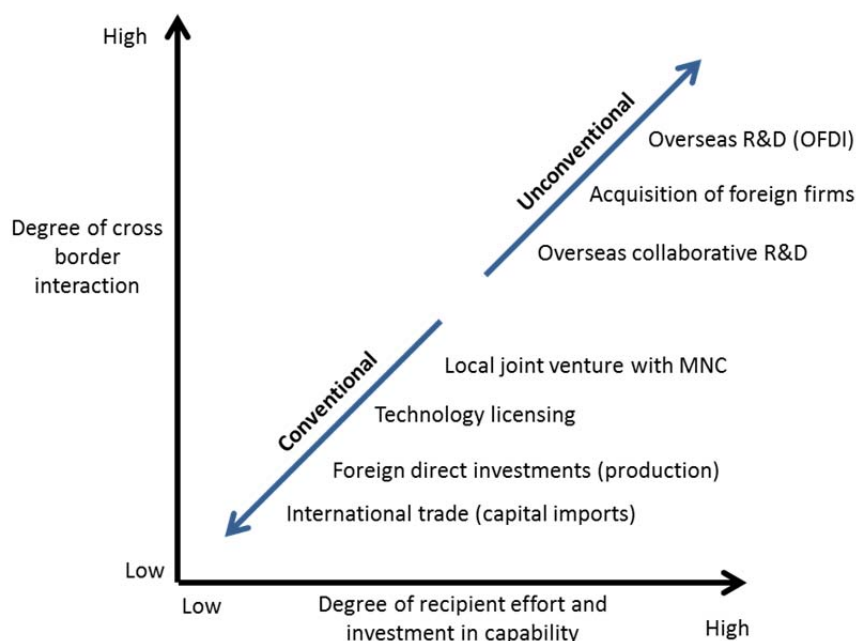 High
Unconventional
Overseas R&D (OFDI)
Acquisition of foreign firms
Overseas collaborative R&D
Degree of cross
border
interaction
Conventional
Local joint venture with MNC
Technology licensing
Foreign direct investments (production)
International trade (capital imports)
Low
Low
Degree of recipient effort and
investment in capability
High